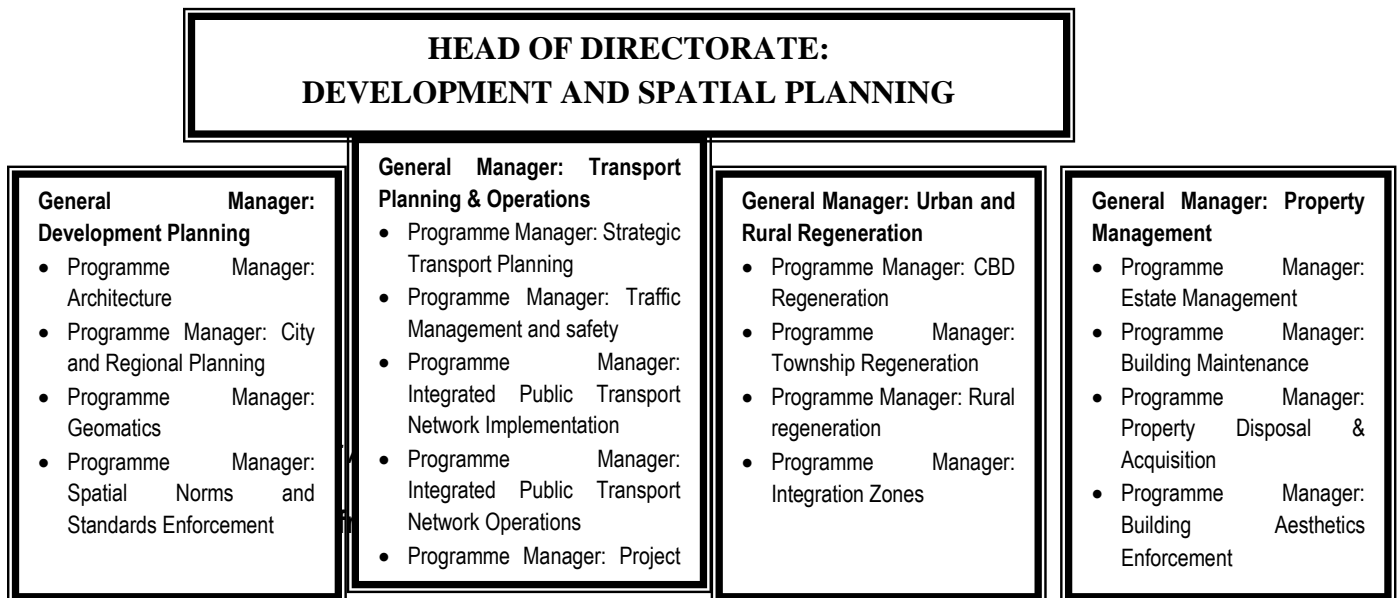 HEAD OF DIRECTORATE:
DEVELOPMENT AND SPATIAL PLANNING
General Manager:
Development Planning
• Programme Manager:
Architecture
• Programme Manager: City
and Regional Planning
• Programme Manager:
Geomatics
• Programme Manager:
Spatial Norms and
Standards Enforcement
General Manager: Transport
Planning & Operations
• Programme Manager: Strategic
Transport Planning
• Programme Manager: Traffic
Management and safety
• Programme Manager:
Integrated Public Transport
Network Implementation
• Programme Manager:
Integrated Public Transport
Network Operations
• Programme Manager: Project
General Manager: Urban and
Rural Regeneration
• Programme Manager: CBD
Regeneration
• Programme Manager:
Township Regeneration
• Programme Manager: Rural
regeneration
• Programme Manager:
Integration Zones
General Manager: Property
Management
• Programme Manager:
Estate Management
• Programme Manager:
Building Maintenance
• Programme Manager:
Property Disposal &
Acquisition
• Programme Manager:
Building Aesthetics
Enforcement